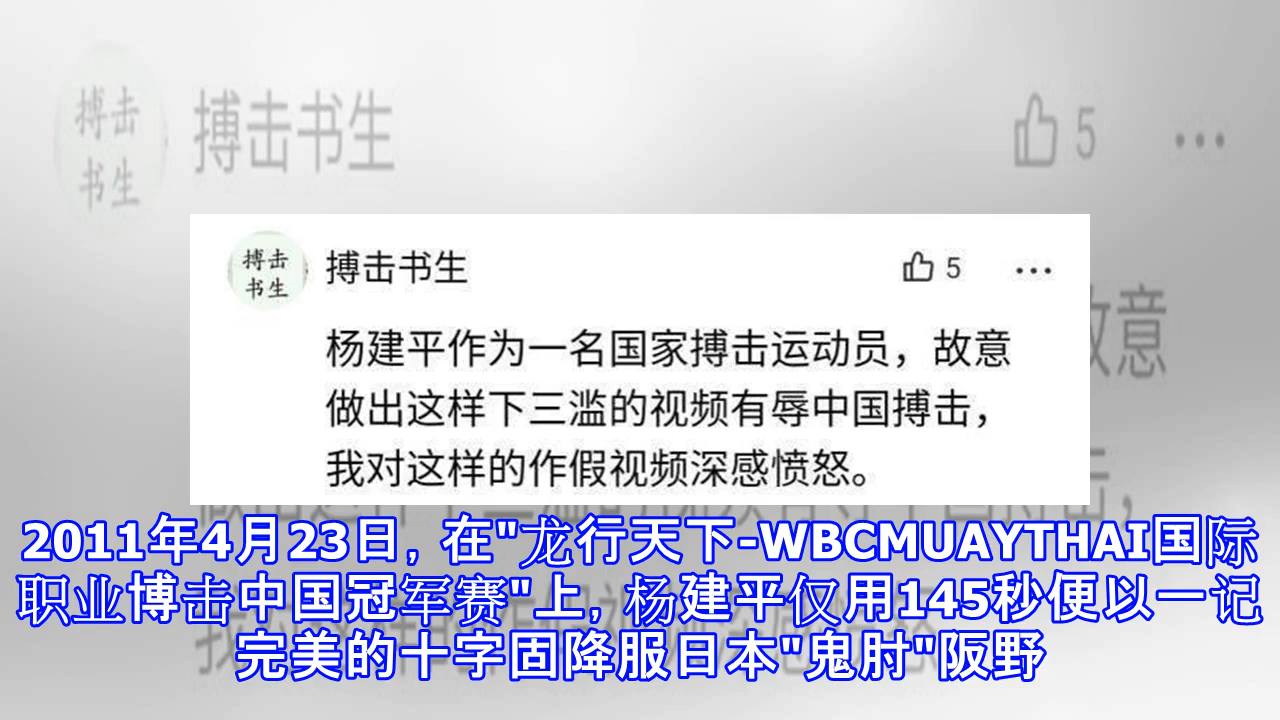 搏击
书生
搏击书生
5
搏击
书生
搏击书生
5
杨建平作为一名国家搏击运动员，故意
做出这样下三滥的视频有辱中国搏击，
我对这样的作假视频深感愤怒。
故意
2011年4月23日，在"龙行天下-WBCMUAYTHAI国际
职业博击中国冠军赛"上，杨建平仅用145秒便以一记
完美的十字固降服日本"鬼肘"阪野